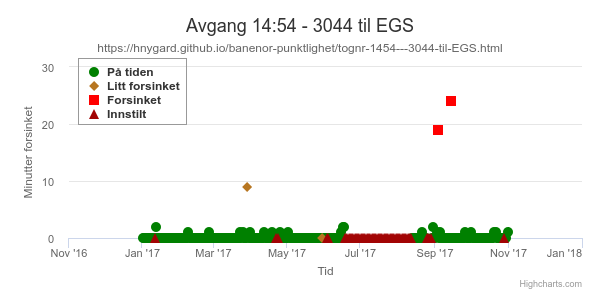 Avgang 14:54 - 3044 til EGS
https://hnygard.github.io/banenor-punktlighet/tognr-1454---3044-til-EGS.html
På tiden
Litt forsinket
Forsinket
Innstilt
Minutter forsinket
30
20
10
0
Nov '16
Jan '17
Mar '17
May '17
Jul '17
Sep '17
Nov '17
Jan '18
Tid
Highcharts.com